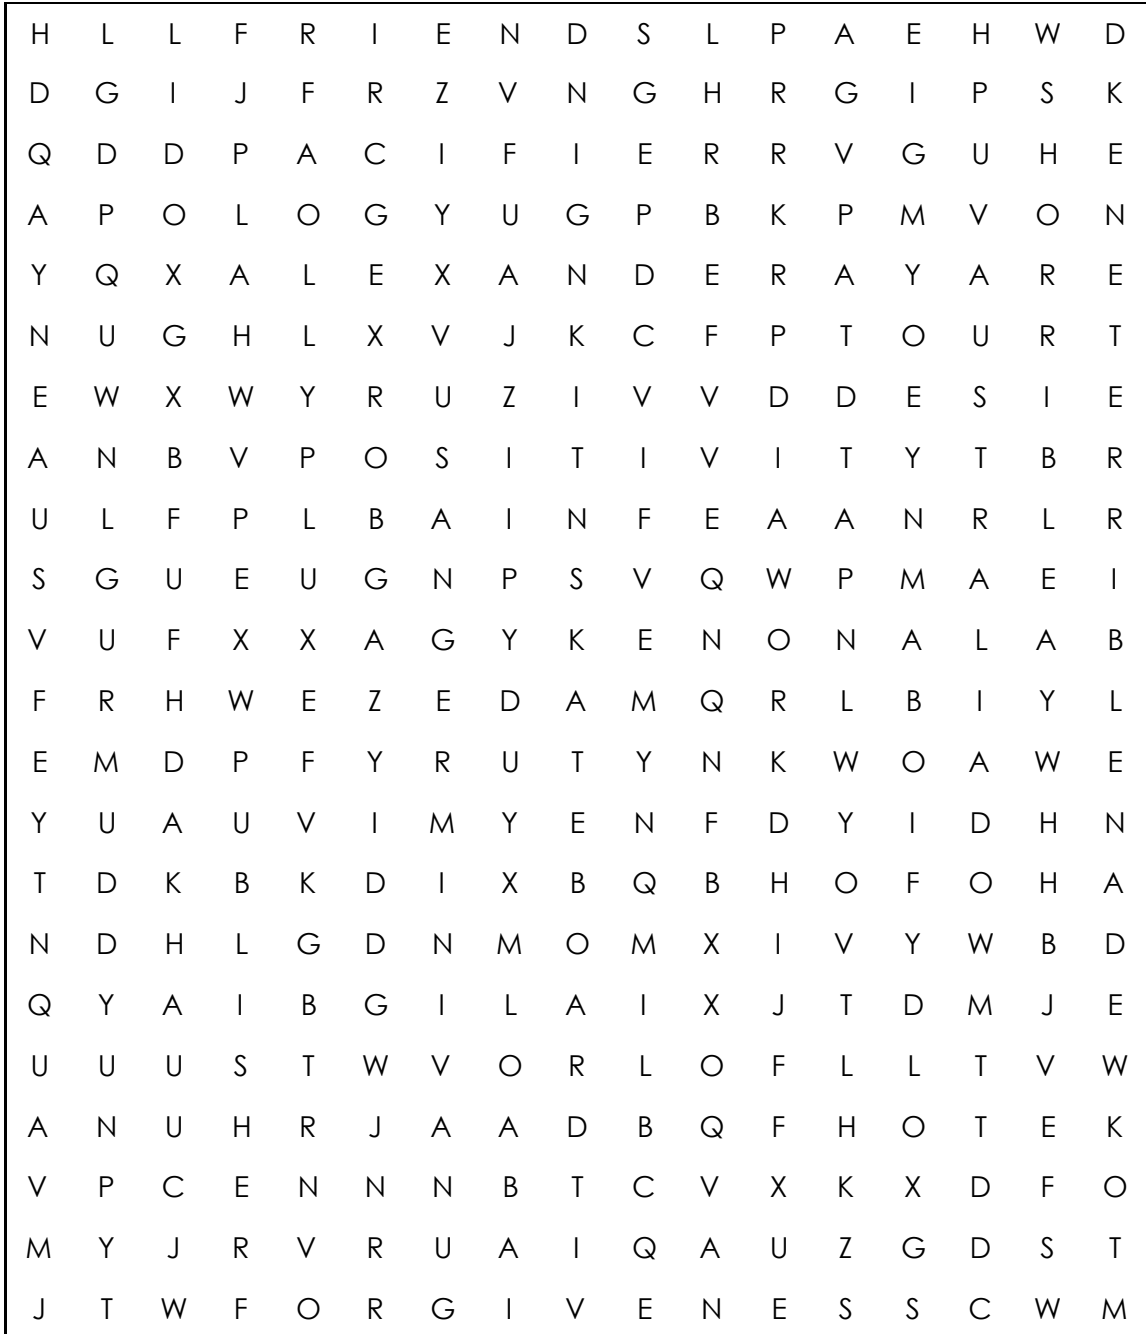 H L L F R I E N D S L P A E H W D
D G I J F R Z V N G H R G I P S K
Q D D P A C I F I E R R V G U H E
A P O L O G Y U G P B K P M V O N
Y Q X A L E X A N D E R A Y A R E
N U G H L X V J K C F P T O U R T
E W X W Y R U Z I V V D D E S I E
A N B V P O S I T I V I T Y T B R
U L F P L B A I N F E A A N R L R
S G U E U G N P S V Q W P M A E I
V U F X X A G Y K E N O N A L A B
F R H W E Z E D A M Q R L B I Y L
E M D P F Y R U T Y N K W O A W E
Y U A U V I M Y E N F D Y I D H N
T D K B K D I X B Q B H O F O H A
N D H L G D N M O M X I V Y W B D
Q Y A I B G I L A I X J T D M J E
U U U S T W V O R L O F L L T V W
A N U H R J A A D B Q F H O T E K
V P C E N N N B T C V X K X D F O
M Y J R V R U A I Q A U Z G D S T
J T W F O R G I V E N E S S C W M